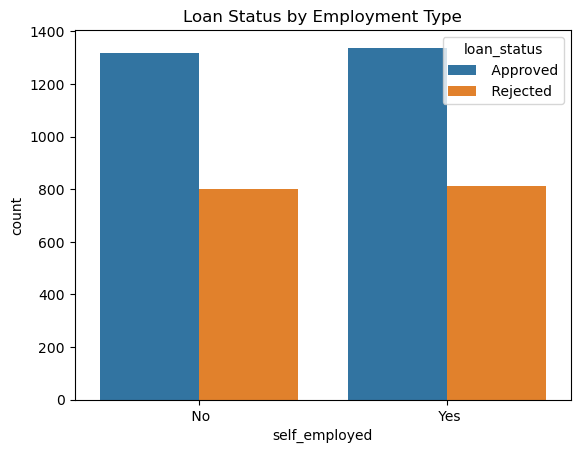 Loan Status by Employment Type
1400
1200
1000
800
600
400
200
0
count
loan_status
Approved
Rejected
No
Yes
self_employed